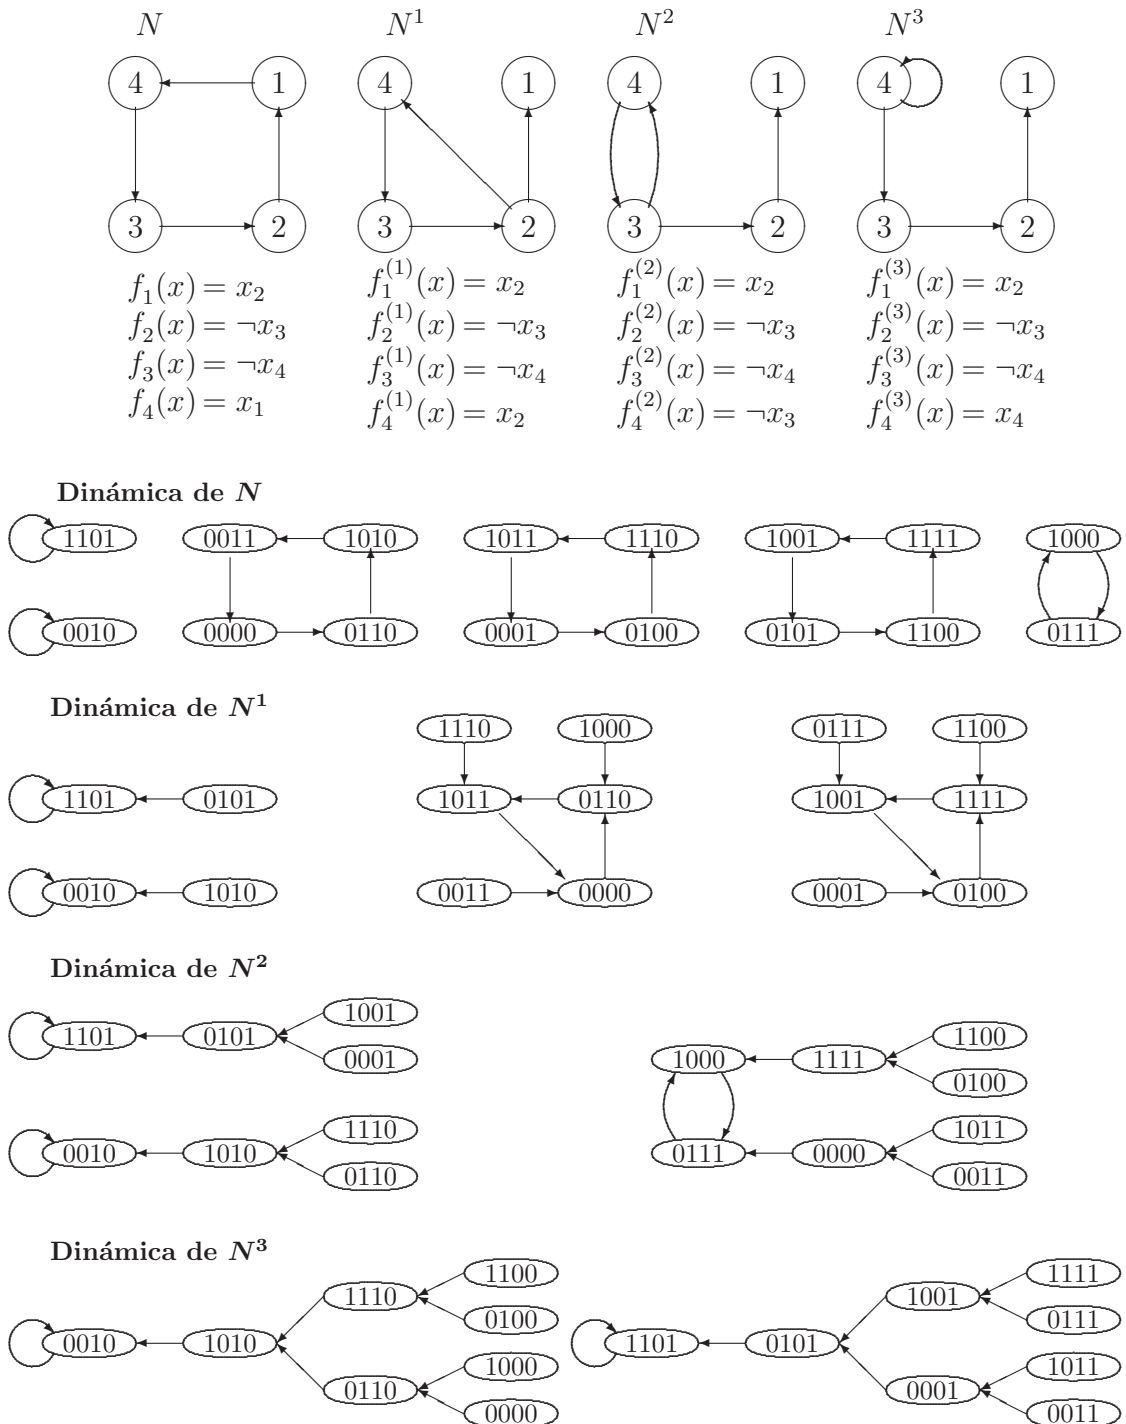 N N¹ N² N³
4 1 4 1 4 1 4 1
3 2 3 2 3 2 3 2
f₁(x) = x₂ f₁⁽¹⁾(x) = x₂ f₁⁽²⁾(x) = x₂ f₁⁽³⁾(x) = x₂
f₂(x) = ¬x₃ f₂⁽¹⁾(x) = ¬x₃ f₂⁽²⁾(x) = ¬x₃ f₂⁽³⁾(x) = ¬x₃
f₃(x) = ¬x₄ f₃⁽¹⁾(x) = ¬x₄ f₃⁽²⁾(x) = ¬x₄ f₃⁽³⁾(x) = ¬x₄
f₄(x) = x₁ f₄⁽¹⁾(x) = x₂ f₄⁽²⁾(x) = ¬x₃ f₄⁽³⁾(x) = x₄
Dinámica de N
1101 0011 1010 1011 1110 1001 1111 1000
0010 0000 0110 0001 0100 0101 1100 0111
Dinámica de N¹
1110 1000 0111 1100
1101 0101 1011 0110 1001 1111
0010 1010 0011 0000 0001 0100
Dinámica de N²
1001
1101 0101 1100
0001 1000 1111
0100
1110 1011
0010 1010 0111 0000
0110 0011
Dinámica de N³
1100 1111
1110 1001
0100 0111
0010 1010 1101 0101
1000 1011
0110 0001
0000 0011